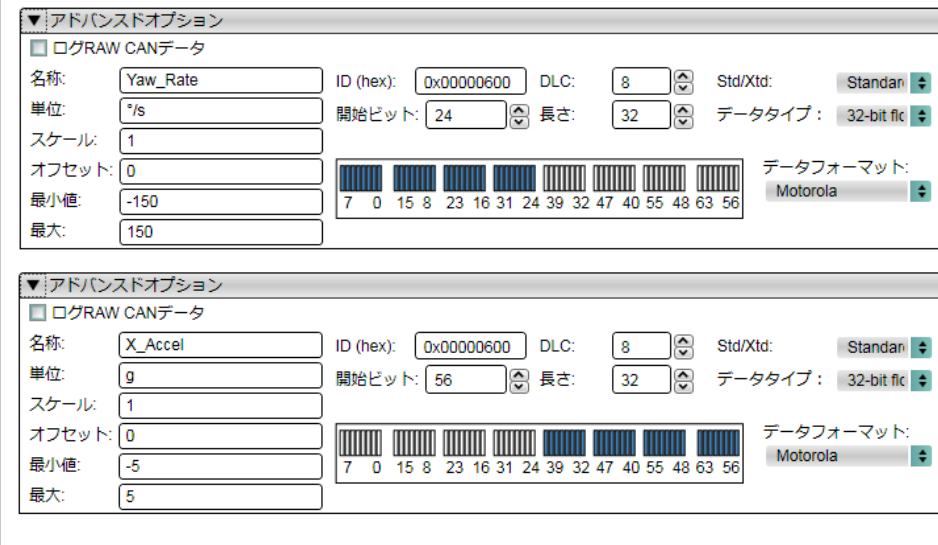 ▼ アドバンスドオプション
ログRAW CANデータ
名称: Yaw_Rate ID (hex): 0x00000600 DLC: 8 Std/Xtd: Standar
単位: °/s 開始ビット: 24 長さ: 32 データタイプ： 32-bit flc
スケール: 1
オフセット: 0 データフォーマット:
最小値: -150 7 0 15 8 23 16 31 24 39 32 47 40 55 48 63 56 Motorola
最大: 150
▼ アドバンスドオプション
ログRAW CANデータ
名称: X_Accel ID (hex): 0x00000600 DLC: 8 Std/Xtd: Standar
単位: g 開始ビット: 56 長さ: 32 データタイプ： 32-bit flc
スケール: 1
オフセット: 0 データフォーマット:
最小値: -5 7 0 15 8 23 16 31 24 39 32 47 40 55 48 63 56 Motorola
最大: 5